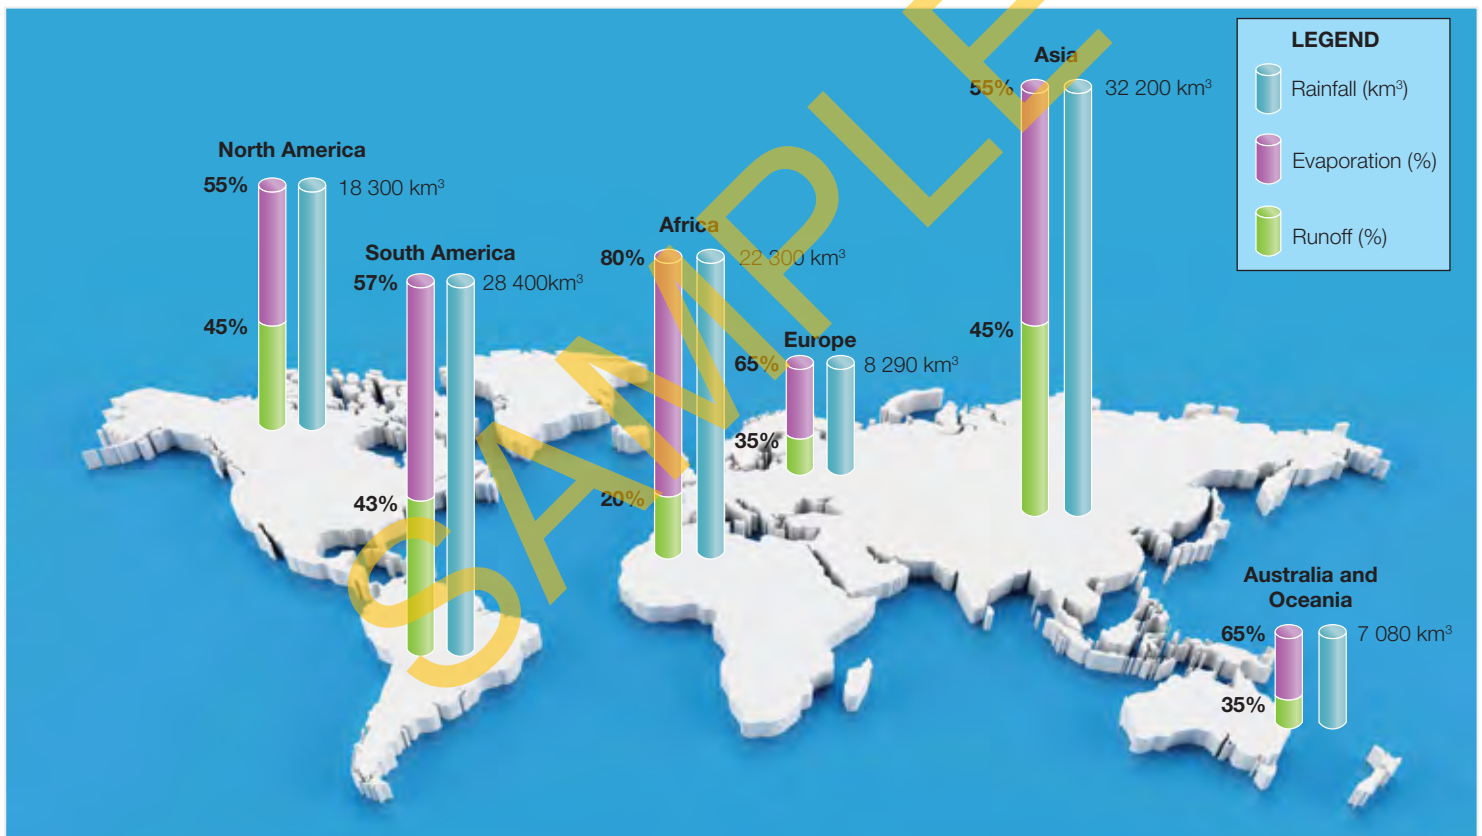 LEGEND
Rainfall (km³)
Evaporation (%)
Runoff (%)
North America
55%
18 300 km³
45%
South America
57%
28 400km³
43%
Africa
80%
22 300 km³
20%
Europe
65%
8 290 km³
35%
Asia
55%
32 200 km³
45%
Australia and
Oceania
65%
7 080 km³
35%
SAMPLE